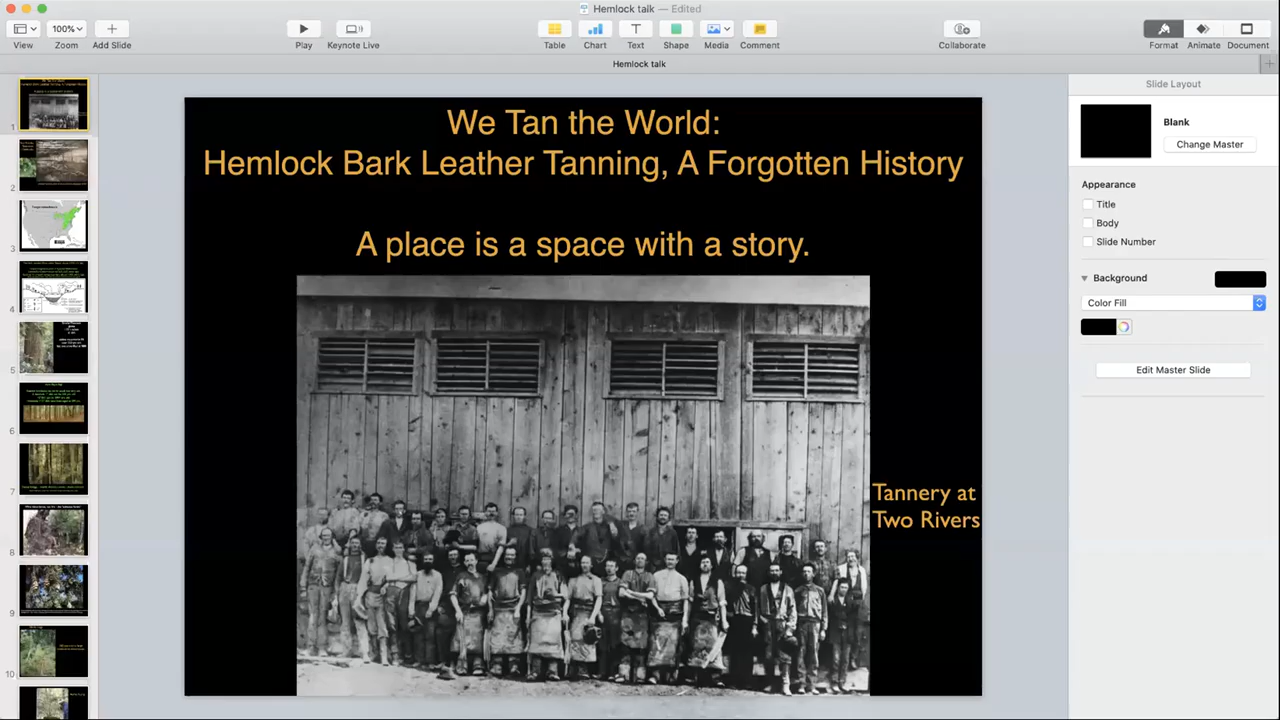 Hemlock talk — Edited
View
100%
Zoom
Add Slide
Play
Keynote Live
Table
Chart
Text
Shape
Media
Comment
Collaborate
Format
Animate
Document
Hemlock talk
1
2
3
4
5
6
7
8
9
10
We Tan the World:
Hemlock Bark Leather Tanning, A Forgotten History
A place is a space with a story.
Tannery at
Two Rivers
Slide Layout
Blank
Change Master
Appearance
Title
Body
Slide Number
Background
Color Fill
Edit Master Slide